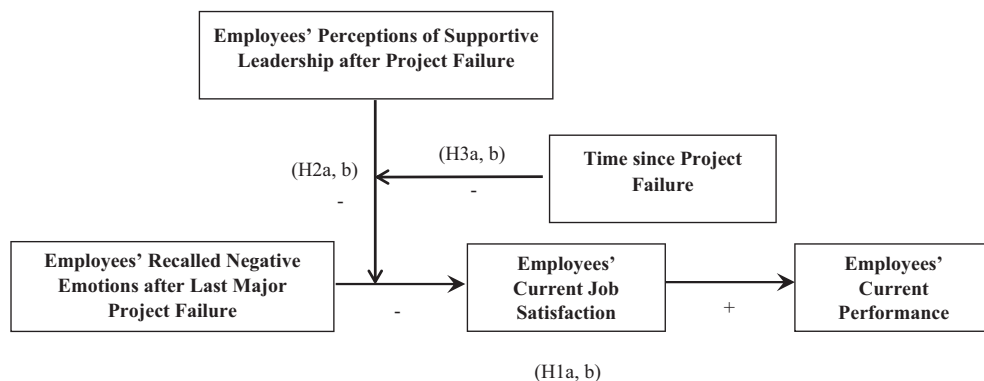 Employees' Perceptions of Supportive
Leadership after Project Failure
(H2a, b)
-
(H3a, b)
-
Time since Project
Failure
Employees' Recalled Negative
Emotions after Last Major
Project Failure
-
Employees'
Current Job
Satisfaction
+
Employees'
Current
Performance
(H1a, b)